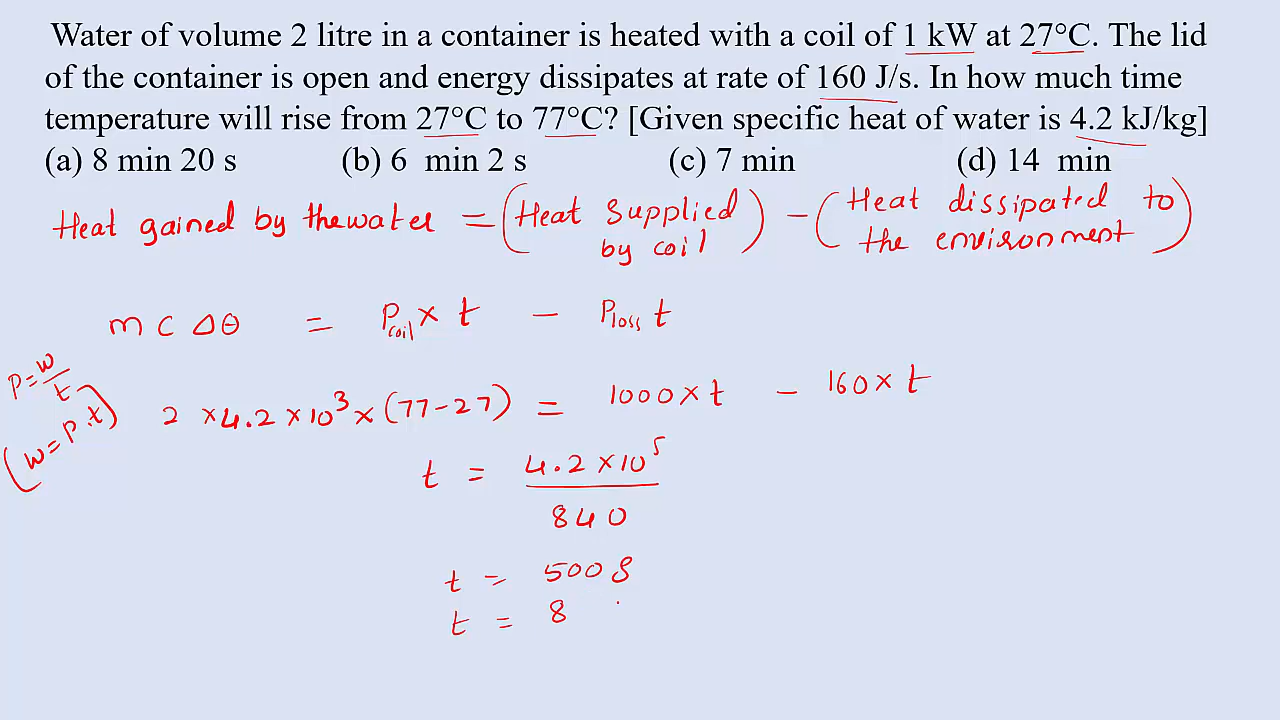 Water of volume 2 litre in a container is heated with a coil of 1 kW at 27°C. The lid
of the container is open and energy dissipates at rate of 160 J/s. In how much time
temperature will rise from 27°C to 77°C? [Given specific heat of water is 4.2 kJ/kg]
(a) 8 min 20 s (b) 6 min 2 s (c) 7 min (d) 14 min
Heat gained by the water = (Heat supplied by coil) - (Heat dissipated to the environment)
m c Δθ = P_coil × t - P_loss t
P = w/t
(w = P . t)
2 × 4.2 × 10³ × (77-27) = 1000 × t - 160 × t
t = 4.2 × 10⁵ / 840
t = 500 s
t = 8